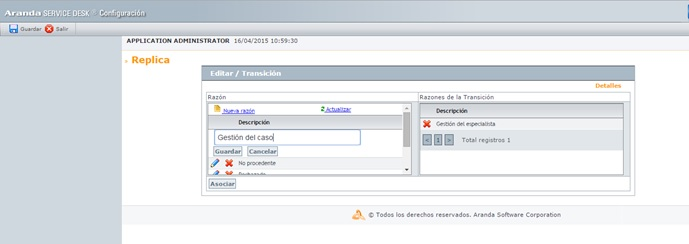 Aranda SERVICE DESK ® Configuración
Guardar Salir
APPLICATION ADMINISTRATOR 16/04/2015 10:59:30
Replica
Editar / Transición
Detalles
Razón
Nueva razón Actualizar
Descripción
Gestión del caso
Guardar Cancelar
No procedente
Asociar
Razones de la Transición
Descripción
Gestión del especialista
« 1 » Total registros 1
© Todos los derechos reservados. Aranda Software Corporation